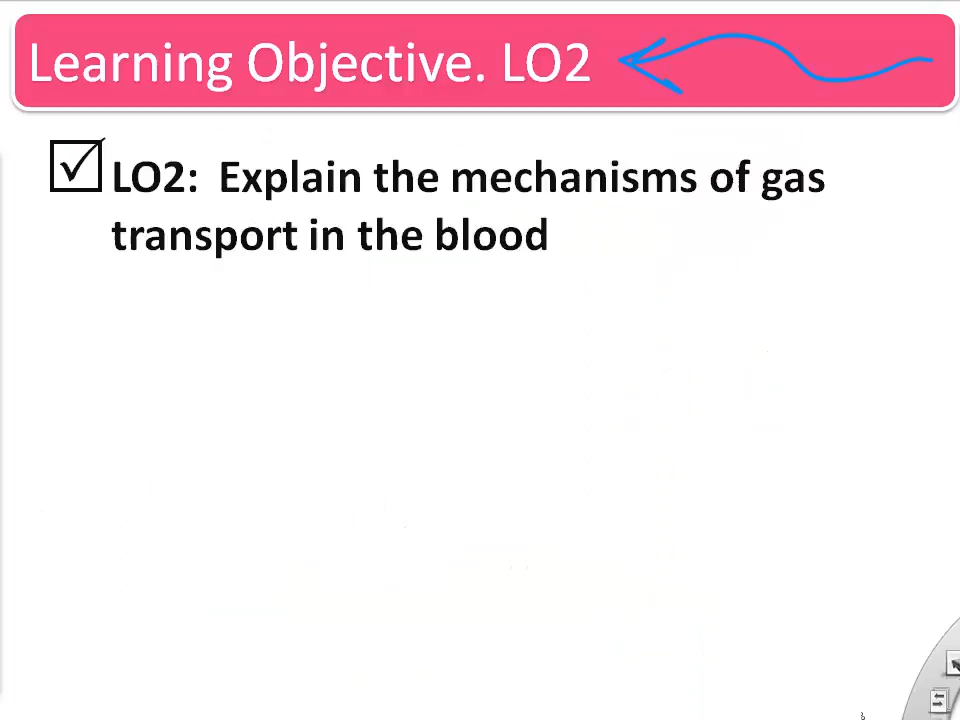 Learning Objective. LO2
LO2: Explain the mechanisms of gas
transport in the blood